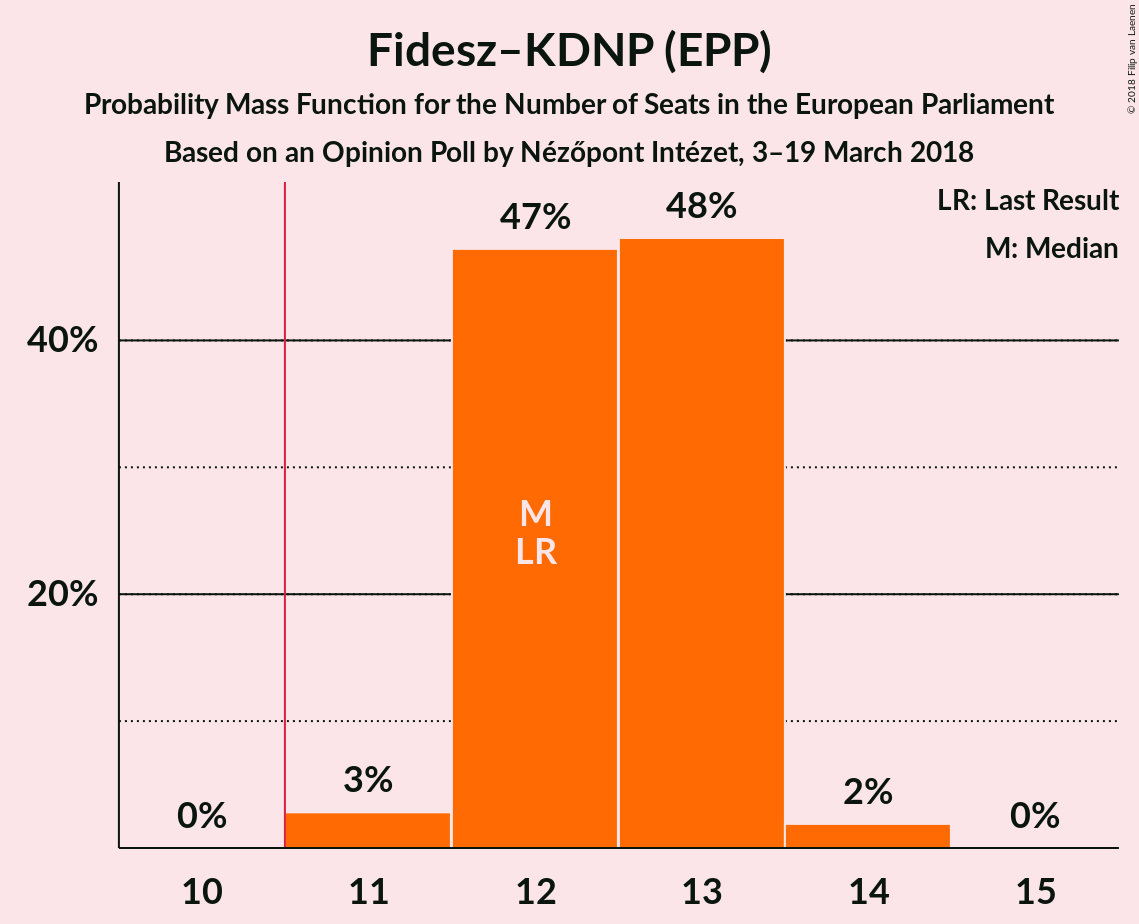 Fidesz–KDNP (EPP)
Probability Mass Function for the Number of Seats in the European Parliament
Based on an Opinion Poll by Nézőpont Intézet, 3–19 March 2018
© 2018 Filip van Laenen
LR: Last Result
M: Median
47%
48%
40%
M
LR
20%
0%
3%
2%
0%
10
11
12
13
14
15